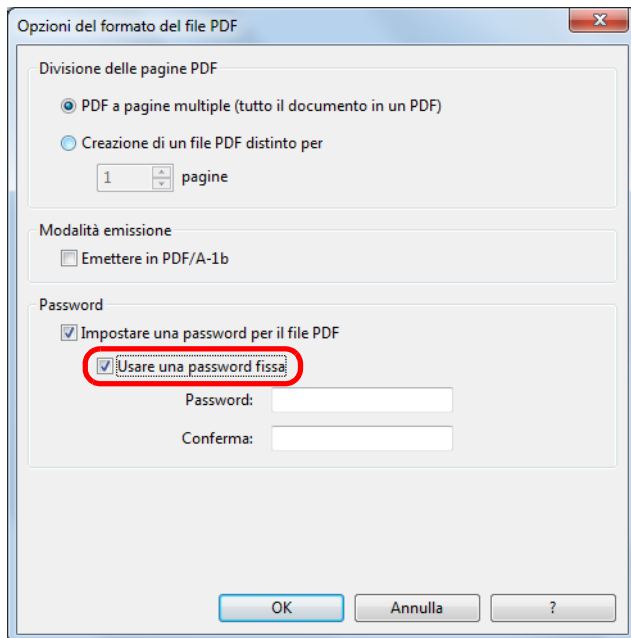 Opzioni del formato del file PDF
Divisione delle pagine PDF
PDF a pagine multiple (tutto il documento in un PDF)
Creazione di un file PDF distinto per
1 pagine
Modalità emissione
Emettere in PDF/A-1b
Password
Impostare una password per il file PDF
Usare una password fissa
Password:
Conferma:
OK Annulla ?